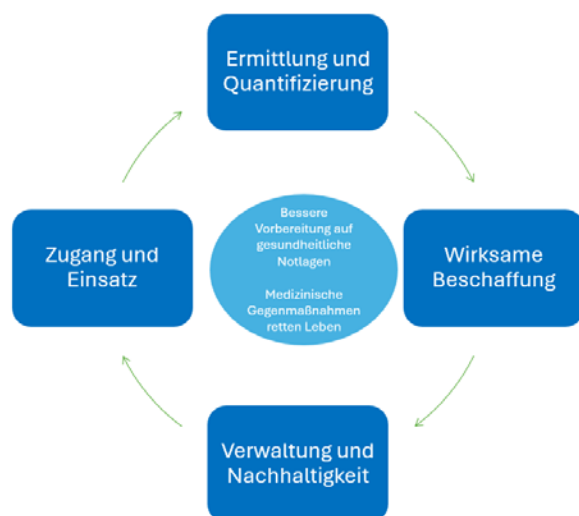 Ermittlung und
Quantifizierung
Zugang und
Einsatz
Bessere
Vorbereitung auf
gesundheitliche
Notlagen
Medizinische
Gegenmaßnahmen
retten Leben
Wirksame
Beschaffung
Verwaltung und
Nachhaltigkeit